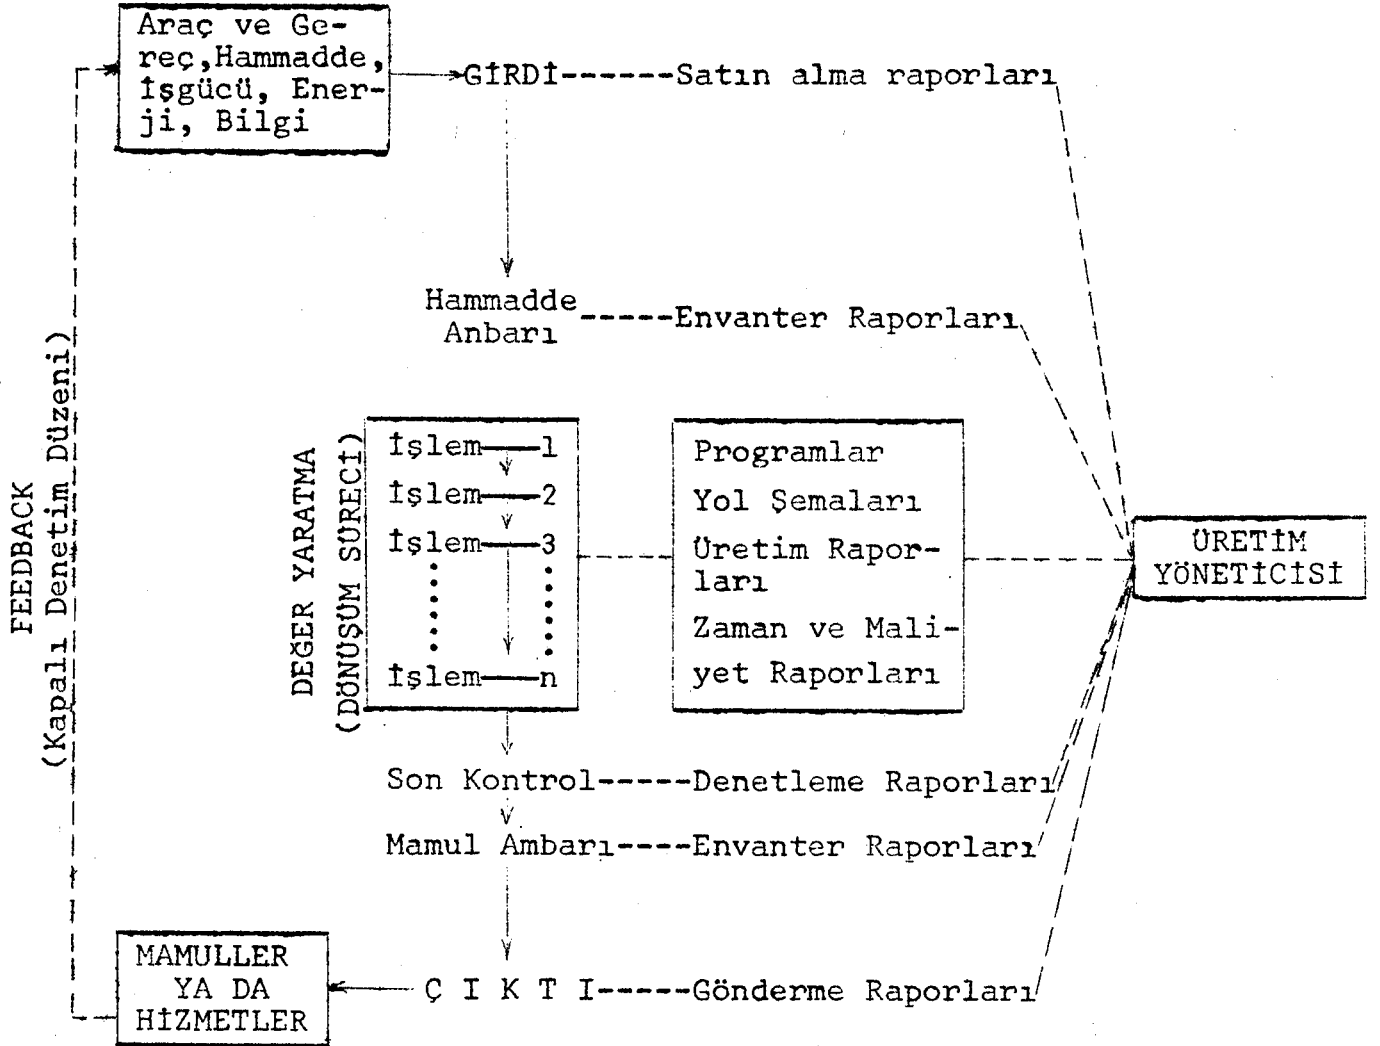 Araç ve Ge-
reç,Hammadde,
İşgücü, Ener-
ji, Bilgi
GİRDİ------Satın alma raporları
Hammadde
Anbarı
-----Envanter Raporları
FEEDBACK
(Kapalı Denetim Düzeni)
DEĞER YARATMA
(DÖNÜŞÜM SÜRECİ)
İşlem——1
İşlem——2
İşlem——3
İşlem——n
Programlar
Yol Şemaları
Üretim Rapor-
ları
Zaman ve Mali-
yet Raporları
ÜRETİM
YÖNETİCİSİ
Son Kontrol-----Denetleme Raporları
Mamul Ambarı----Envanter Raporları
MAMULLER
YA DA
HİZMETLER
Ç I K T I-----Gönderme Raporları